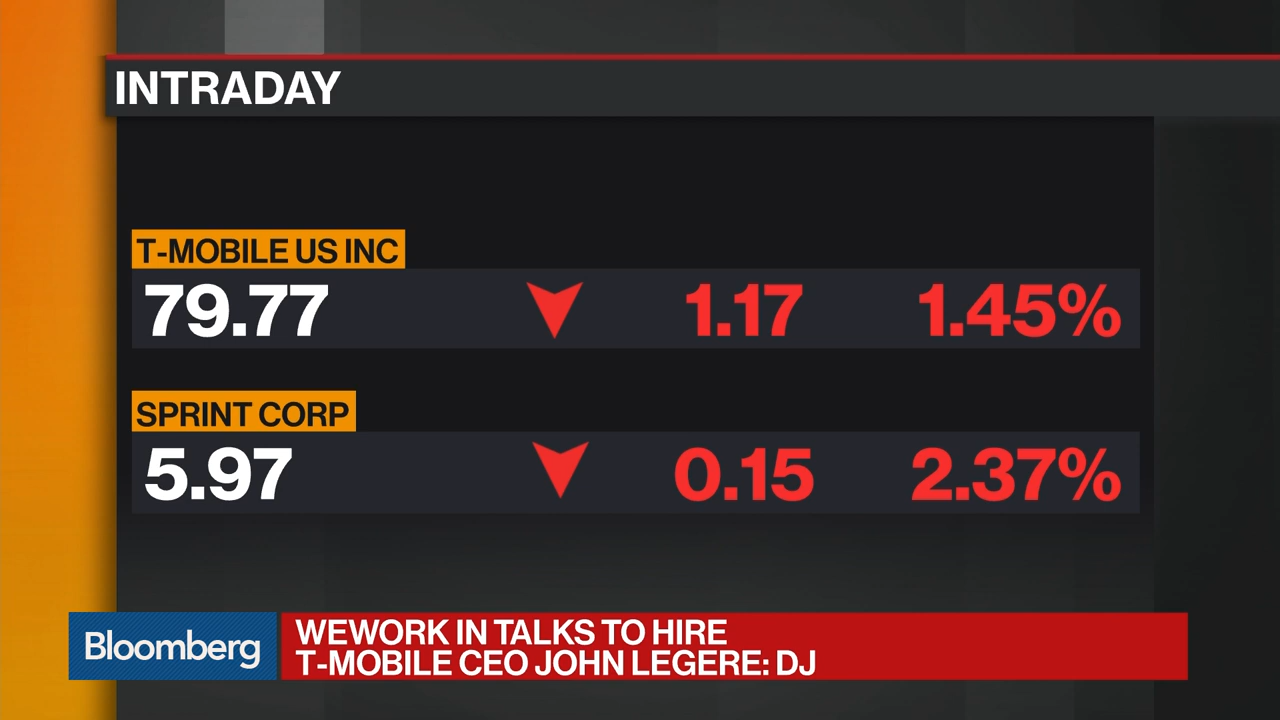 INTRADAY
T-MOBILE US INC
79.77 1.17 1.45%
SPRINT CORP
5.97 0.15 2.37%
Bloomberg
WEWORK IN TALKS TO HIRE
T-MOBILE CEO JOHN LEGERE: DJ